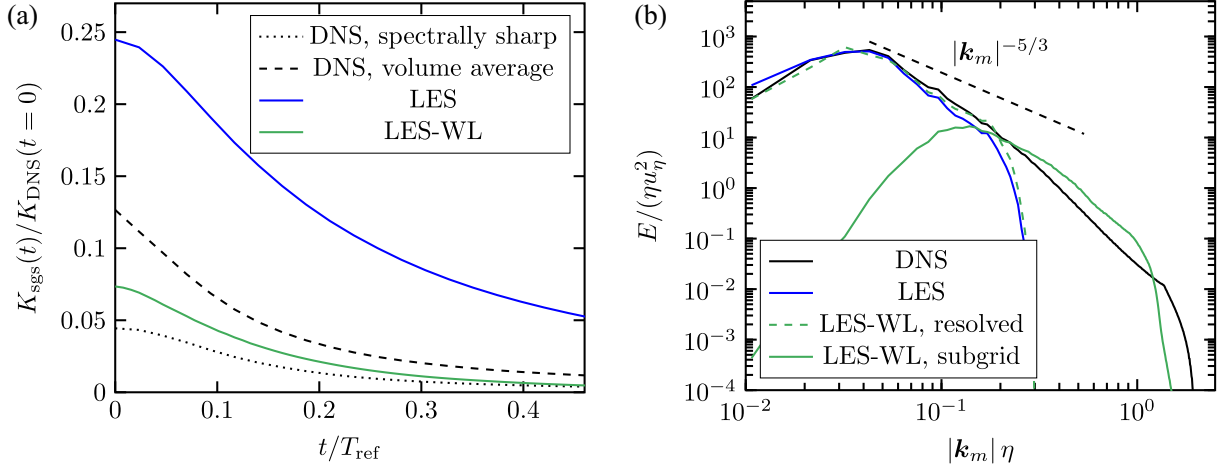 (a)
K_sgs(t)/K_DNS(t = 0)
0.25
0.2
0.15
0.1
0.05
0
DNS, spectrally sharp
DNS, volume average
LES
LES-WL
0 0.1 0.2 0.3 0.4
t/T_ref
(b)
E/(ηu_η^2)
10^3
10^2
10^1
10^0
10^−1
10^−2
10^−3
10^−4
|k_m|^−5/3
DNS
LES
LES-WL, resolved
LES-WL, subgrid
10^−2 10^−1 10^0
|k_m| η